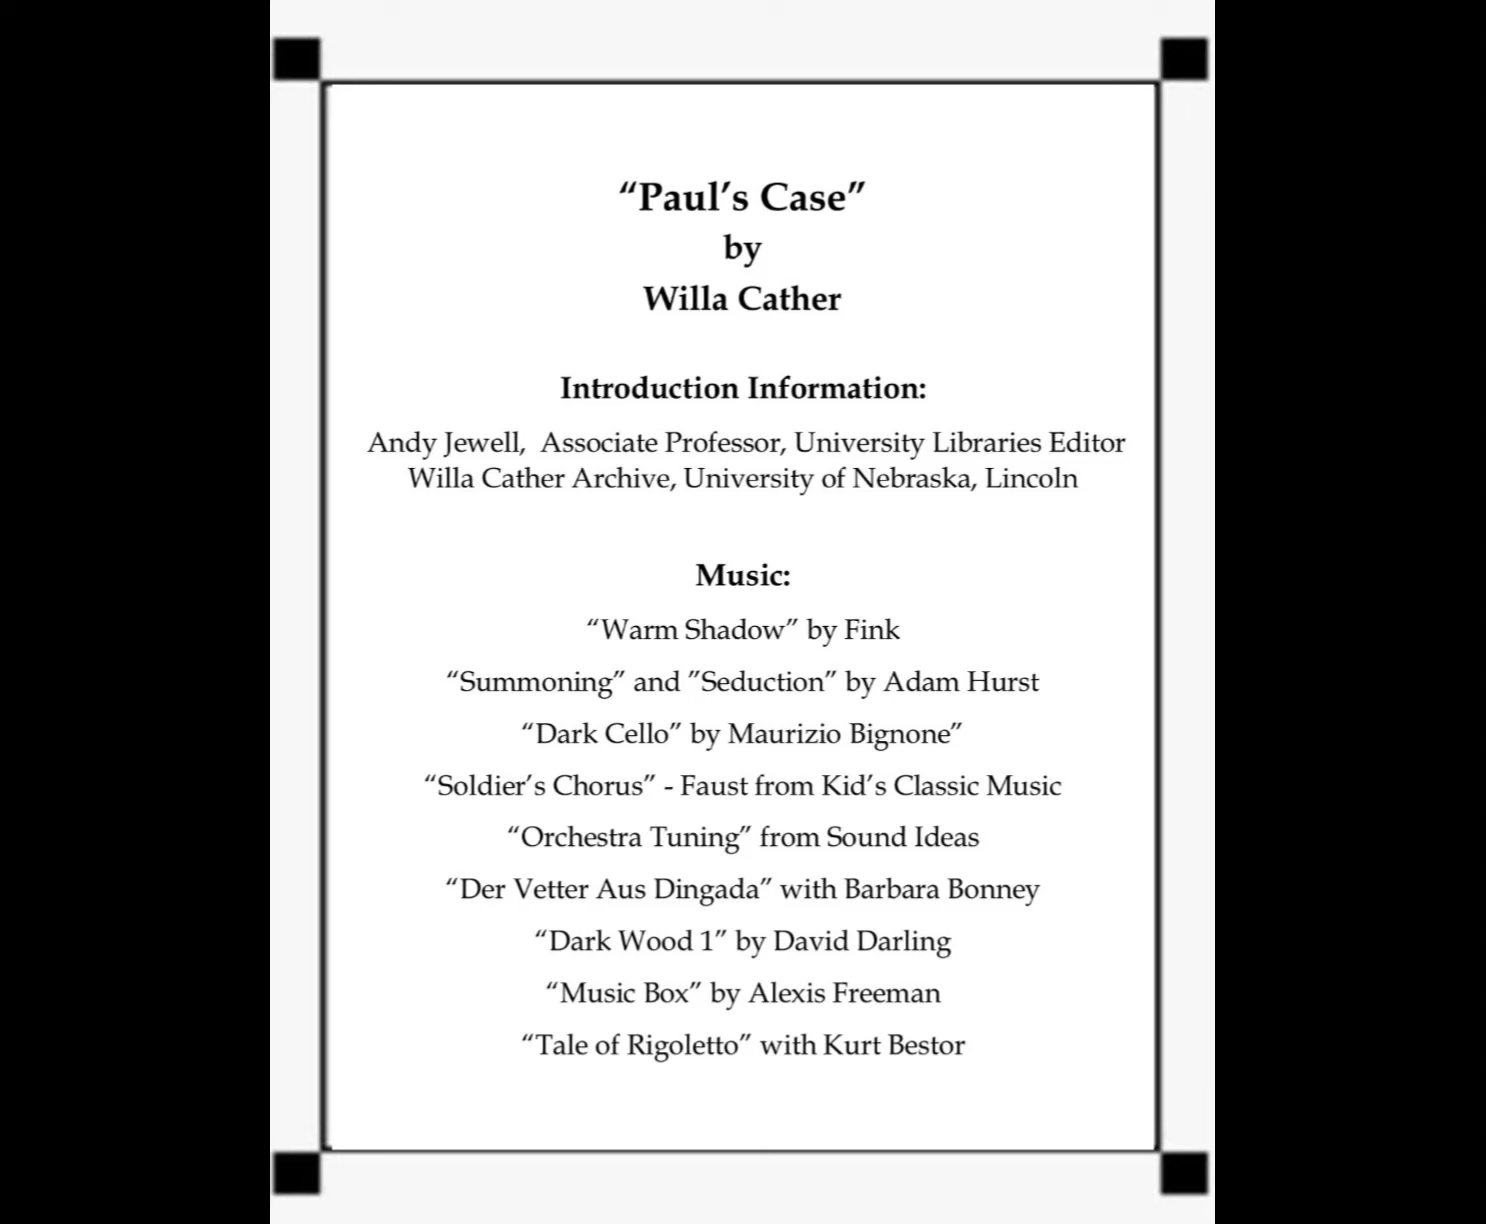 “Paul’s Case”
by
Willa Cather
Introduction Information:
Andy Jewell,  Associate Professor, University Libraries Editor
Willa Cather Archive, University of Nebraska, Lincoln
Music:
“Warm Shadow” by Fink
“Summoning” and ”Seduction” by Adam Hurst
“Dark Cello” by Maurizio Bignone”
“Soldier’s Chorus” - Faust from Kid’s Classic Music
“Orchestra Tuning” from Sound Ideas
“Der Vetter Aus Dingada” with Barbara Bonney
“Dark Wood 1” by David Darling
“Music Box” by Alexis Freeman
“Tale of Rigoletto” with Kurt Bestor